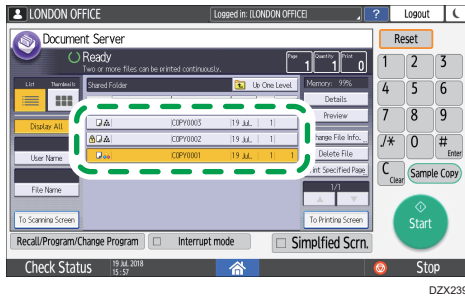 LONDON OFFICE
Logged in: [LONDON OFFICE]
?
Logout
Document Server
Ready
Two or more files can be printed continuously.
Page
1
Quantity
1
Print
0
Reset
List
Thumbnails
Shared Folder
Up One Level
Memory: 99%
Details
Display All
COPY0003
19 Jul.
1
Preview
COPY0002
19 Jul.
1
hange File Info.
User Name
COPY0001
19 Jul.
1
1
Delete File
int Specified Page
File Name
1/1
To Scanning Screen
To Printing Screen
1
2
3
4
5
6
7
8
9
./*
0
#
Enter
C
Clear
Sample Copy
Start
Recall/Program/Change Program
Interrupt mode
Simplfied Scrn.
Check Status
19 Jul. 2018
15:57
Stop
DZX239